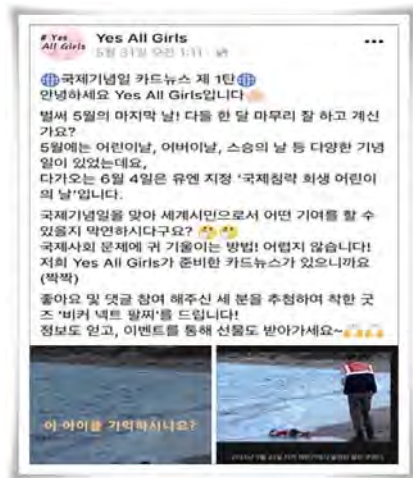 # Yes
All Girls
Yes All Girls
5월 31일 오전 1:11
국제기념일 카드뉴스 제 1탄
안녕하세요 Yes All Girls입니다
벌써 5월의 마지막 날! 다들 한 달 마무리 잘 하고 계신
가요?
5월에는 어린이날, 어버이날, 스승의 날 등 다양한 기념
일이 있었는데요,
다가오는 6월 4일은 유엔 지정 '국제침략 희생 어린이
의 날'입니다.
국제기념일을 맞아 세계시민으로서 어떤 기여를 할 수
있을지 막연하시다구요?
국제사회 문제에 귀 기울이는 방법! 어렵지 않습니다!
저희 Yes All Girls가 준비한 카드뉴스가 있으니까요
(짝짝)
좋아요 및 댓글 참여 해주신 세 분을 추첨하여 착한 굿
즈 '비커 넥트 팔찌'를 드립니다!
정보도 얻고, 이벤트를 통해 선물도 받아가세요~
이 아이를 기억하시나요?